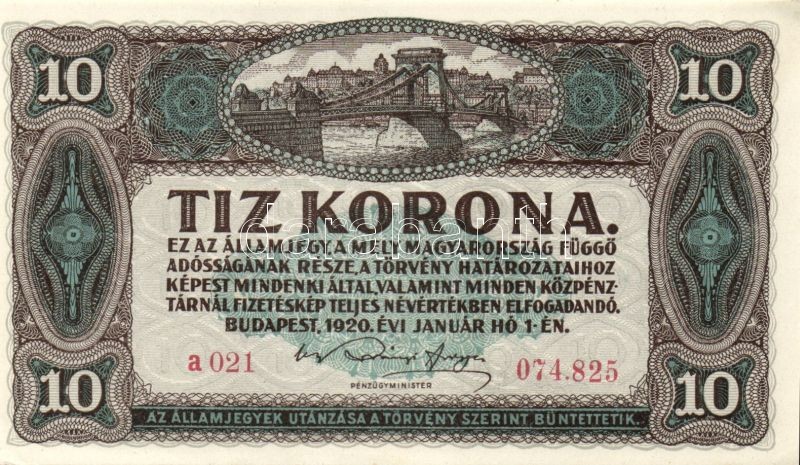 10 10
TIZ KORONA.
EZ AZ ÁLLAMJEGY, A MELY MAGYARORSZÁG FÜGGŐ
ADÓSSÁGÁNAK RÉSZE, A TÖRVÉNY HATÁROZATAIHOZ
KÉPEST MINDENKI ÁLTAL, VALAMINT MINDEN KÖZPÉNZ-
TÁRNÁL FIZETÉSKÉP TELJES NÉVÉRTÉKBEN ELFOGADANDÓ.
BUDAPEST, 1920. ÉVI JANUÁR HÓ 1-ÉN.
a 021 074.825
PÉNZÜGYMINISTER
10 10
AZ ÁLLAMJEGYEK UTÁNZÁSA A TÖRVÉNY SZERINT BÜNTETTETIK.
darabanth